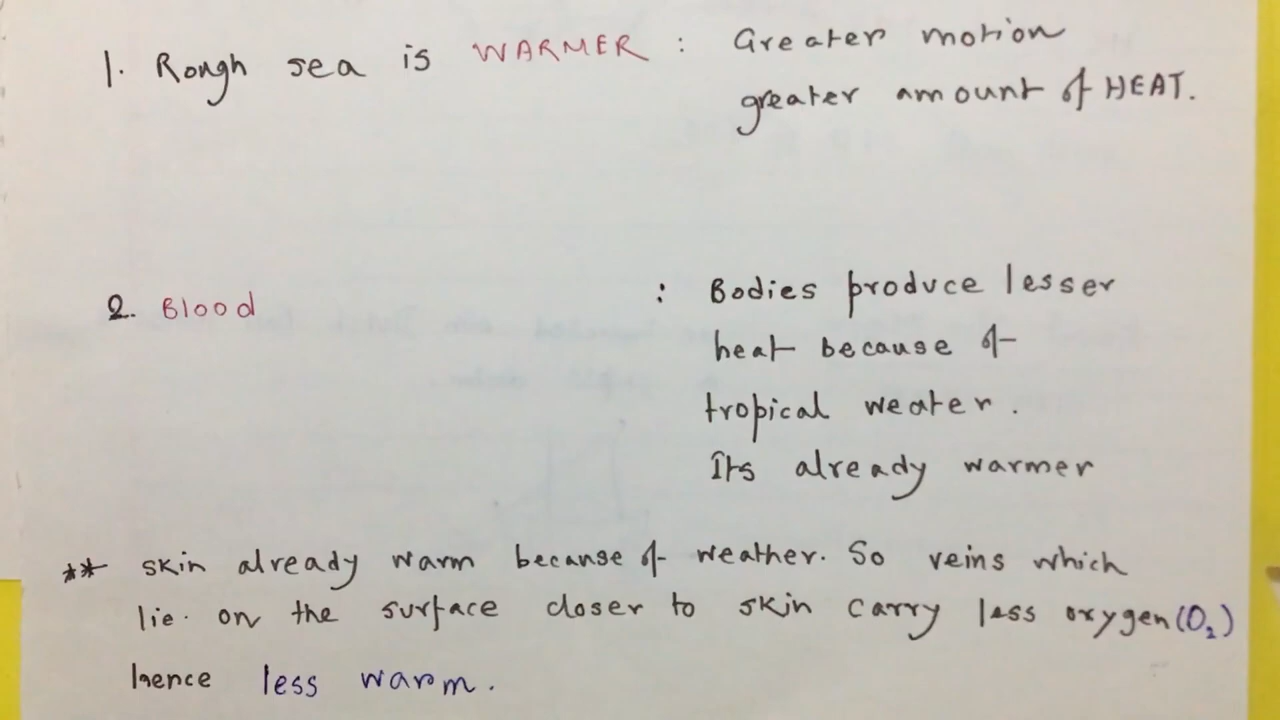 1. Rough sea is WARMER : Greater motion
greater amount of HEAT.
2. Blood : Bodies produce lesser
heat because of
tropical weater.
Its already warmer
** skin already warm because of weather. So veins which
lie. on the surface closer to skin carry less oxygen (O₂)
hence less warm.